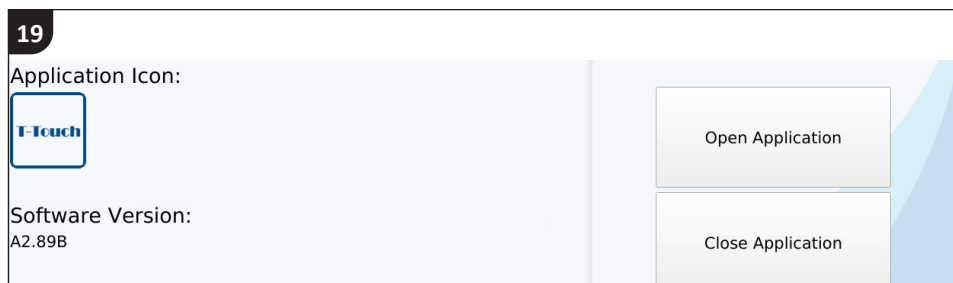 19
Application Icon:
T-Touch
Open Application
Software Version:
A2.89B
Close Application